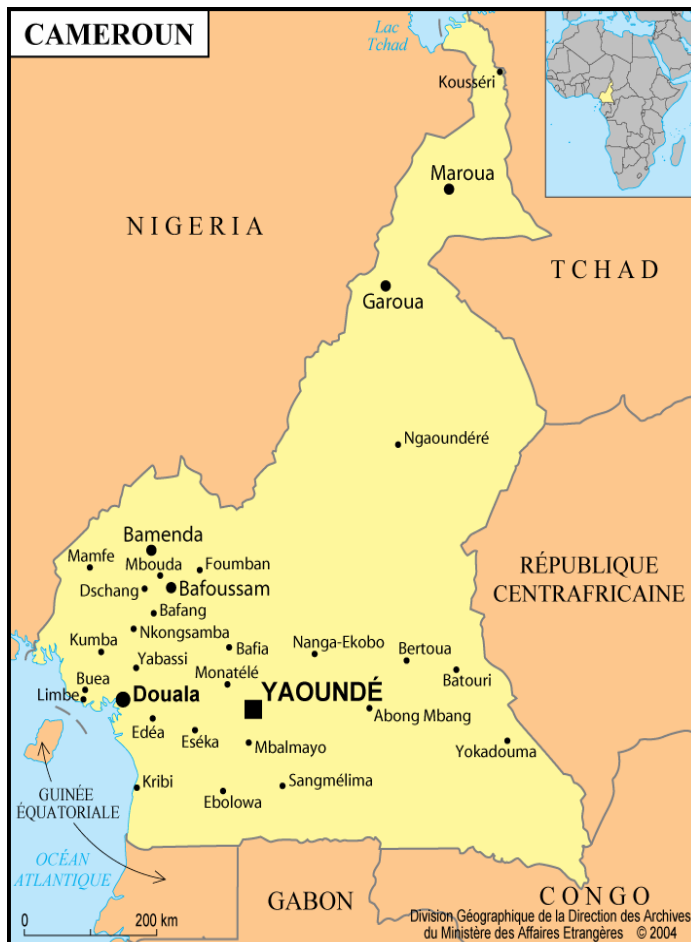 CAMEROUN
Lac
Tchad
Kousséri
Maroua
NIGERIA
TCHAD
Garoua
Ngaoundéré
Bamenda
Mamfe
Mbouda
Foumban
Dschang
Bafoussam
Bafang
RÉPUBLIQUE
CENTRAFRICAINE
Nkongsamba
Kumba
Bafia
Nanga-Ekobo
Bertoua
Yabassi
Monatélé
Batouri
Buea
Limbe
Douala
YAOUNDÉ
Abong Mbang
Edéa
Eséka
Mbalmayo
Yokadouma
Kribi
Ebolowa
Sangmélima
GUINÉE
ÉQUATORIALE
OCÉAN
ATLANTIQUE
GABON
CONGO
0 200 km
Division Géographique de la Direction des Archives
du Ministère des Affaires Etrangères © 2004